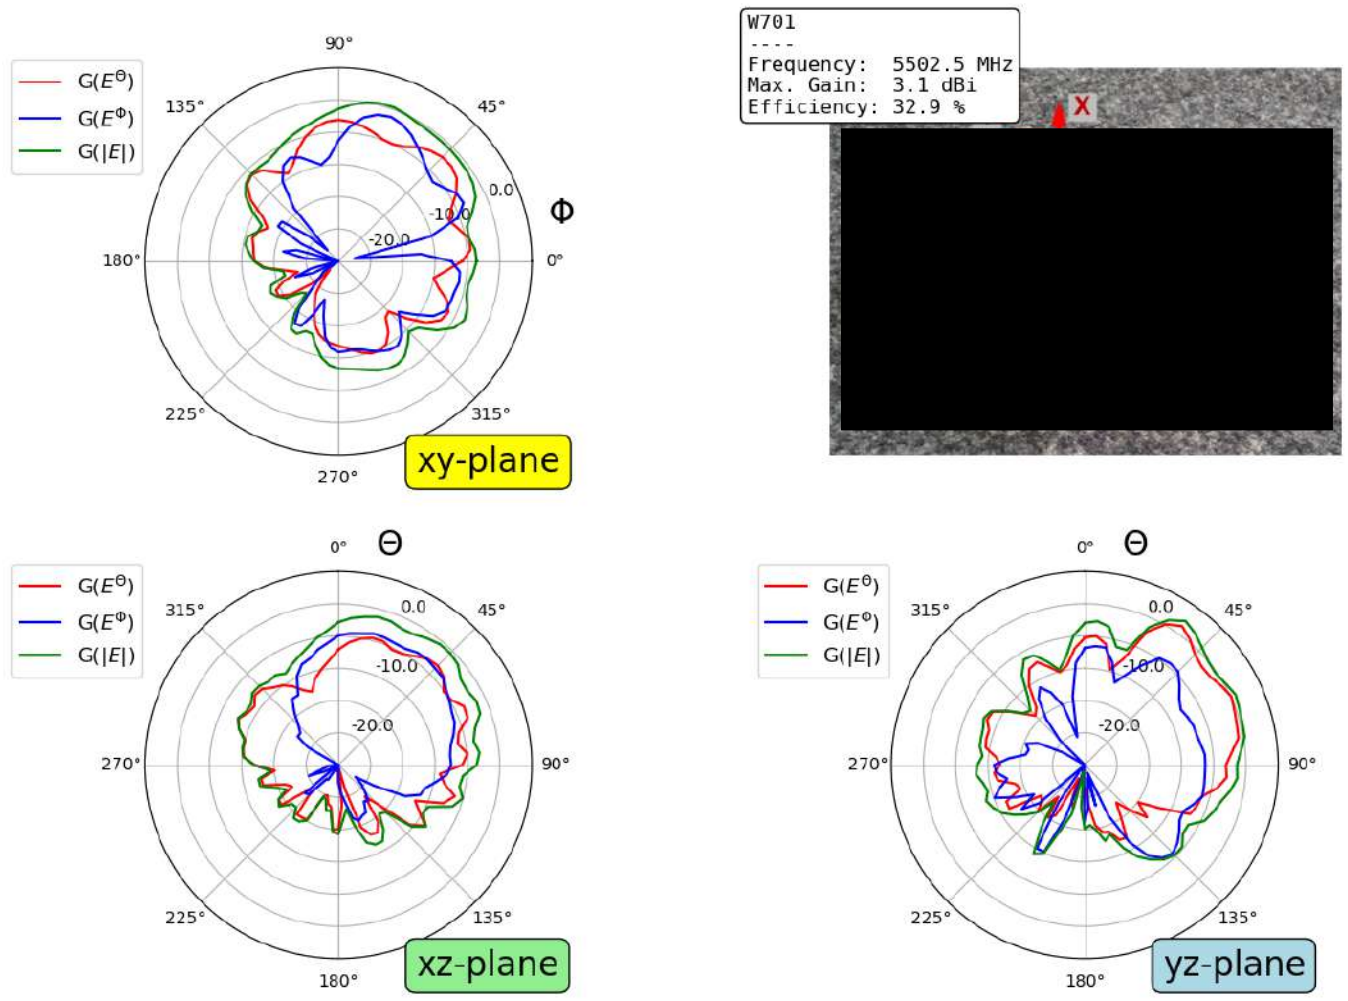 W701
----
Frequency:  5502.5 MHz
Max. Gain:  3.1 dBi
Efficiency: 32.9 %
X
G(E^Θ)
G(E^Φ)
G(|E|)
90°
135°
45°
0.0
-10.0
-20.0
Φ
180°
0°
225°
315°
270°
xy-plane
G(E^Θ)
G(E^Φ)
G(|E|)
0°
Θ
315°
45°
0.0
-10.0
-20.0
270°
90°
225°
135°
180°
xz-plane
G(E^Θ)
G(E^Φ)
G(|E|)
0°
Θ
315°
45°
0.0
-10.0
-20.0
270°
90°
225°
135°
180°
yz-plane